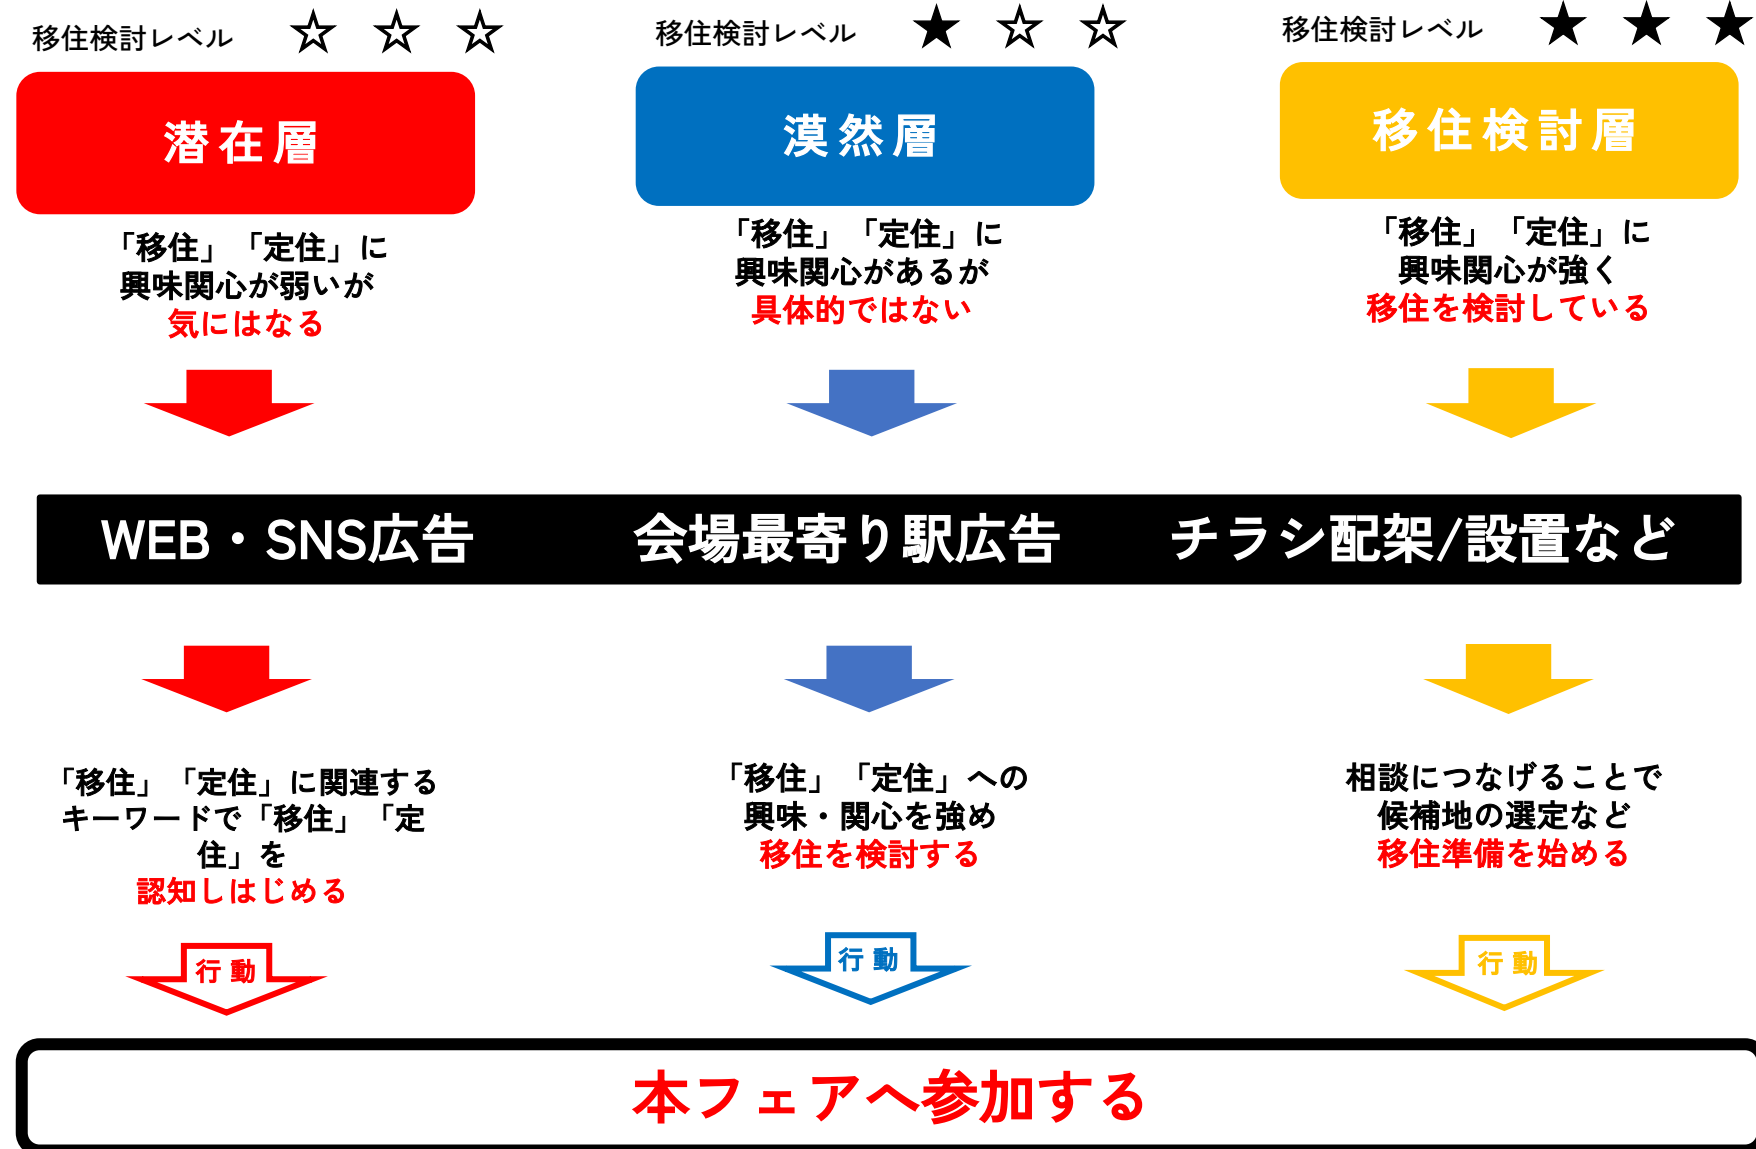 移住検討レベル ☆ ☆ ☆
潜在層
「移住」「定住」に
興味関心が弱いが
気にはなる
移住検討レベル ★ ☆ ☆
漠然層
「移住」「定住」に
興味関心があるが
具体的ではない
移住検討レベル ★ ★ ★
移住検討層
「移住」「定住」に
興味関心が強く
移住を検討している
WEB・SNS広告 会場最寄り駅広告 チラシ配架/設置など
「移住」「定住」に関連する
キーワードで「移住」「定
住」を
認知しはじめる
行動
「移住」「定住」への
興味・関心を強め
移住を検討する
行動
相談につなげることで
候補地の選定など
移住準備を始める
行動
本フェアへ参加する